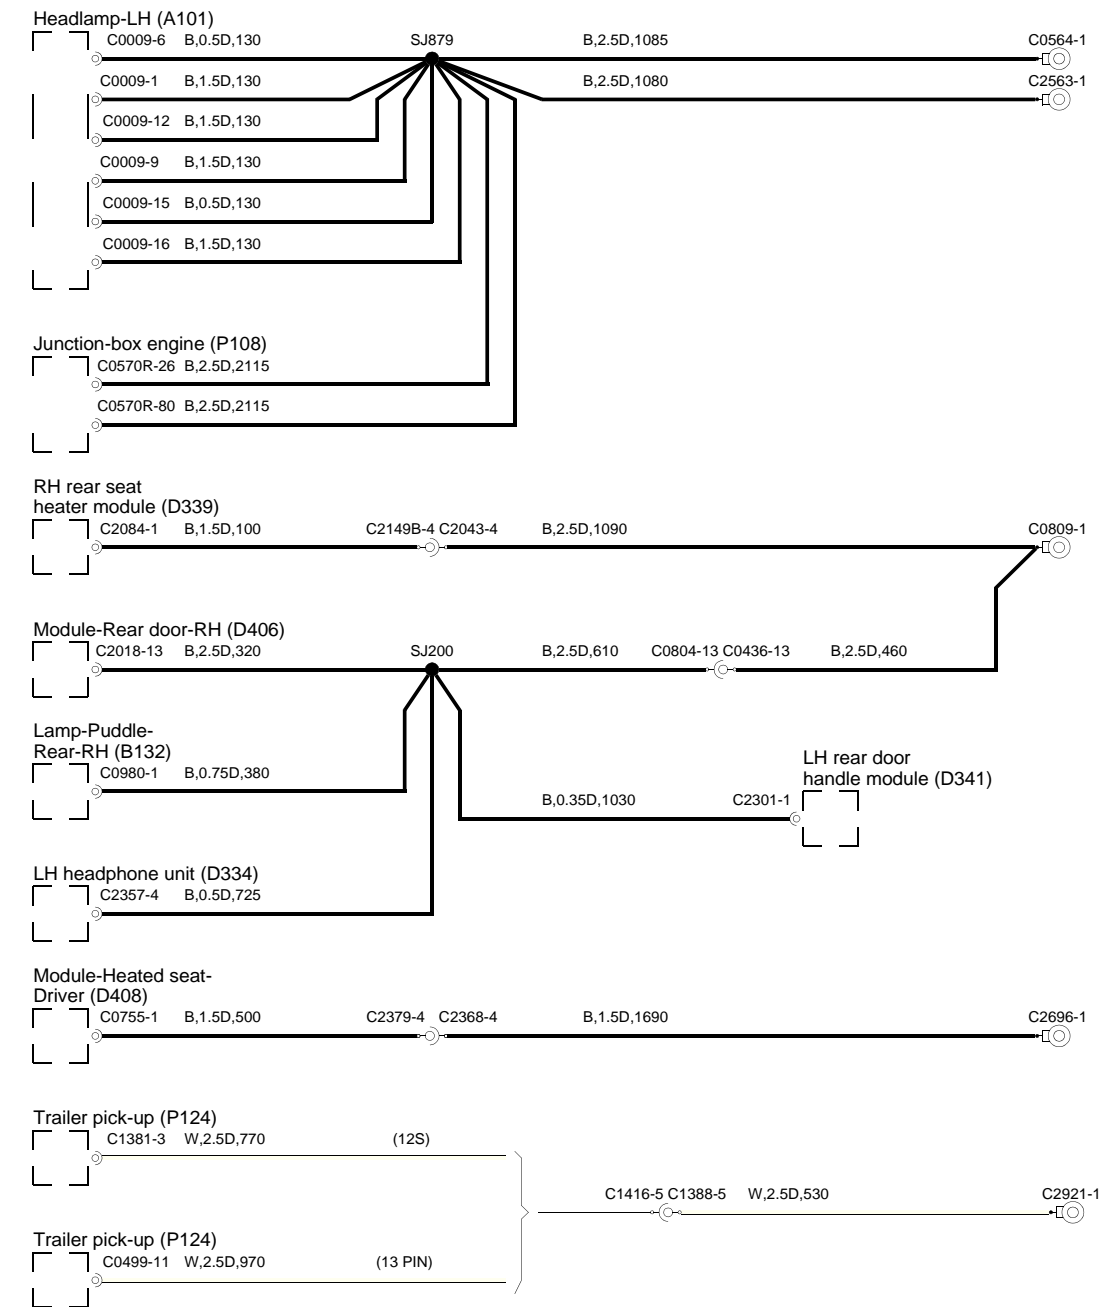 Headlamp-LH (A101)
C0009-6 B,0.5D,130 SJ879 B,2.5D,1085 C0564-1
C0009-1 B,1.5D,130 B,2.5D,1080 C2563-1
C0009-12 B,1.5D,130
C0009-9 B,1.5D,130
C0009-15 B,0.5D,130
C0009-16 B,1.5D,130
Junction-box engine (P108)
C0570R-26 B,2.5D,2115
C0570R-80 B,2.5D,2115
RH rear seat
heater module (D339)
C2084-1 B,1.5D,100 C2149B-4 C2043-4 B,2.5D,1090 C0809-1
Module-Rear door-RH (D406)
C2018-13 B,2.5D,320 SJ200 B,2.5D,610 C0804-13 C0436-13 B,2.5D,460
Lamp-Puddle-
Rear-RH (B132)
C0980-1 B,0.75D,380
LH rear door
handle module (D341)
B,0.35D,1030 C2301-1
LH headphone unit (D334)
C2357-4 B,0.5D,725
Module-Heated seat-
Driver (D408)
C0755-1 B,1.5D,500 C2379-4 C2368-4 B,1.5D,1690 C2696-1
Trailer pick-up (P124)
C1381-3 W,2.5D,770 (12S)
C1416-5 C1388-5 W,2.5D,530 C2921-1
Trailer pick-up (P124)
C0499-11 W,2.5D,970 (13 PIN)